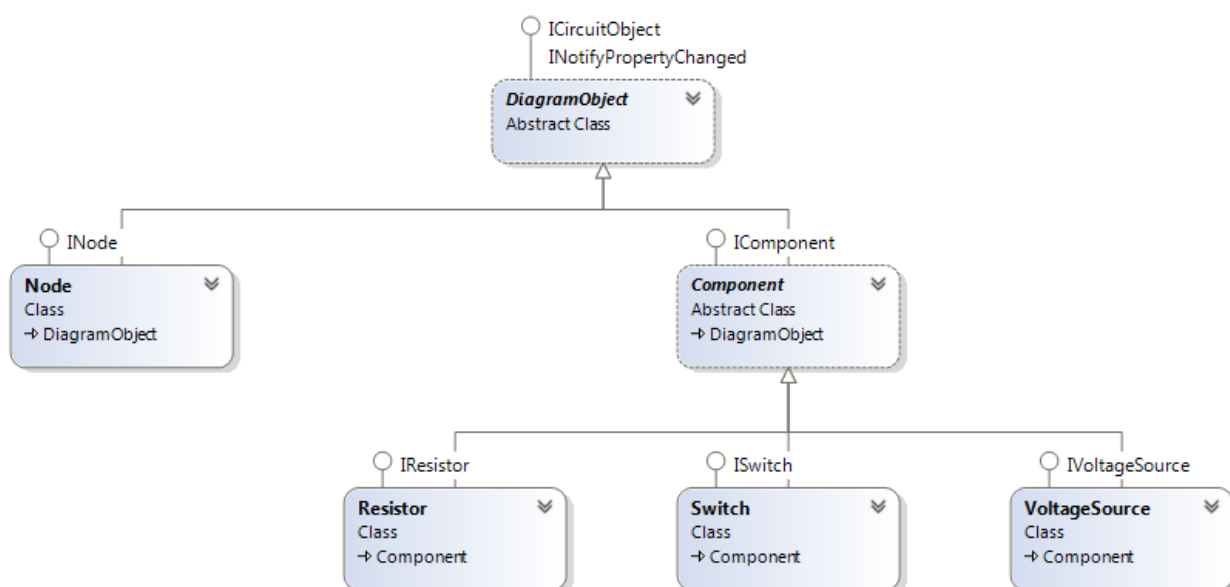 ICircuitObject
INotifyPropertyChanged
DiagramObject
Abstract Class
INode
Node
Class
DiagramObject
IComponent
Component
Abstract Class
DiagramObject
IResistor
Resistor
Class
Component
ISwitch
Switch
Class
Component
IVoltageSource
VoltageSource
Class
Component